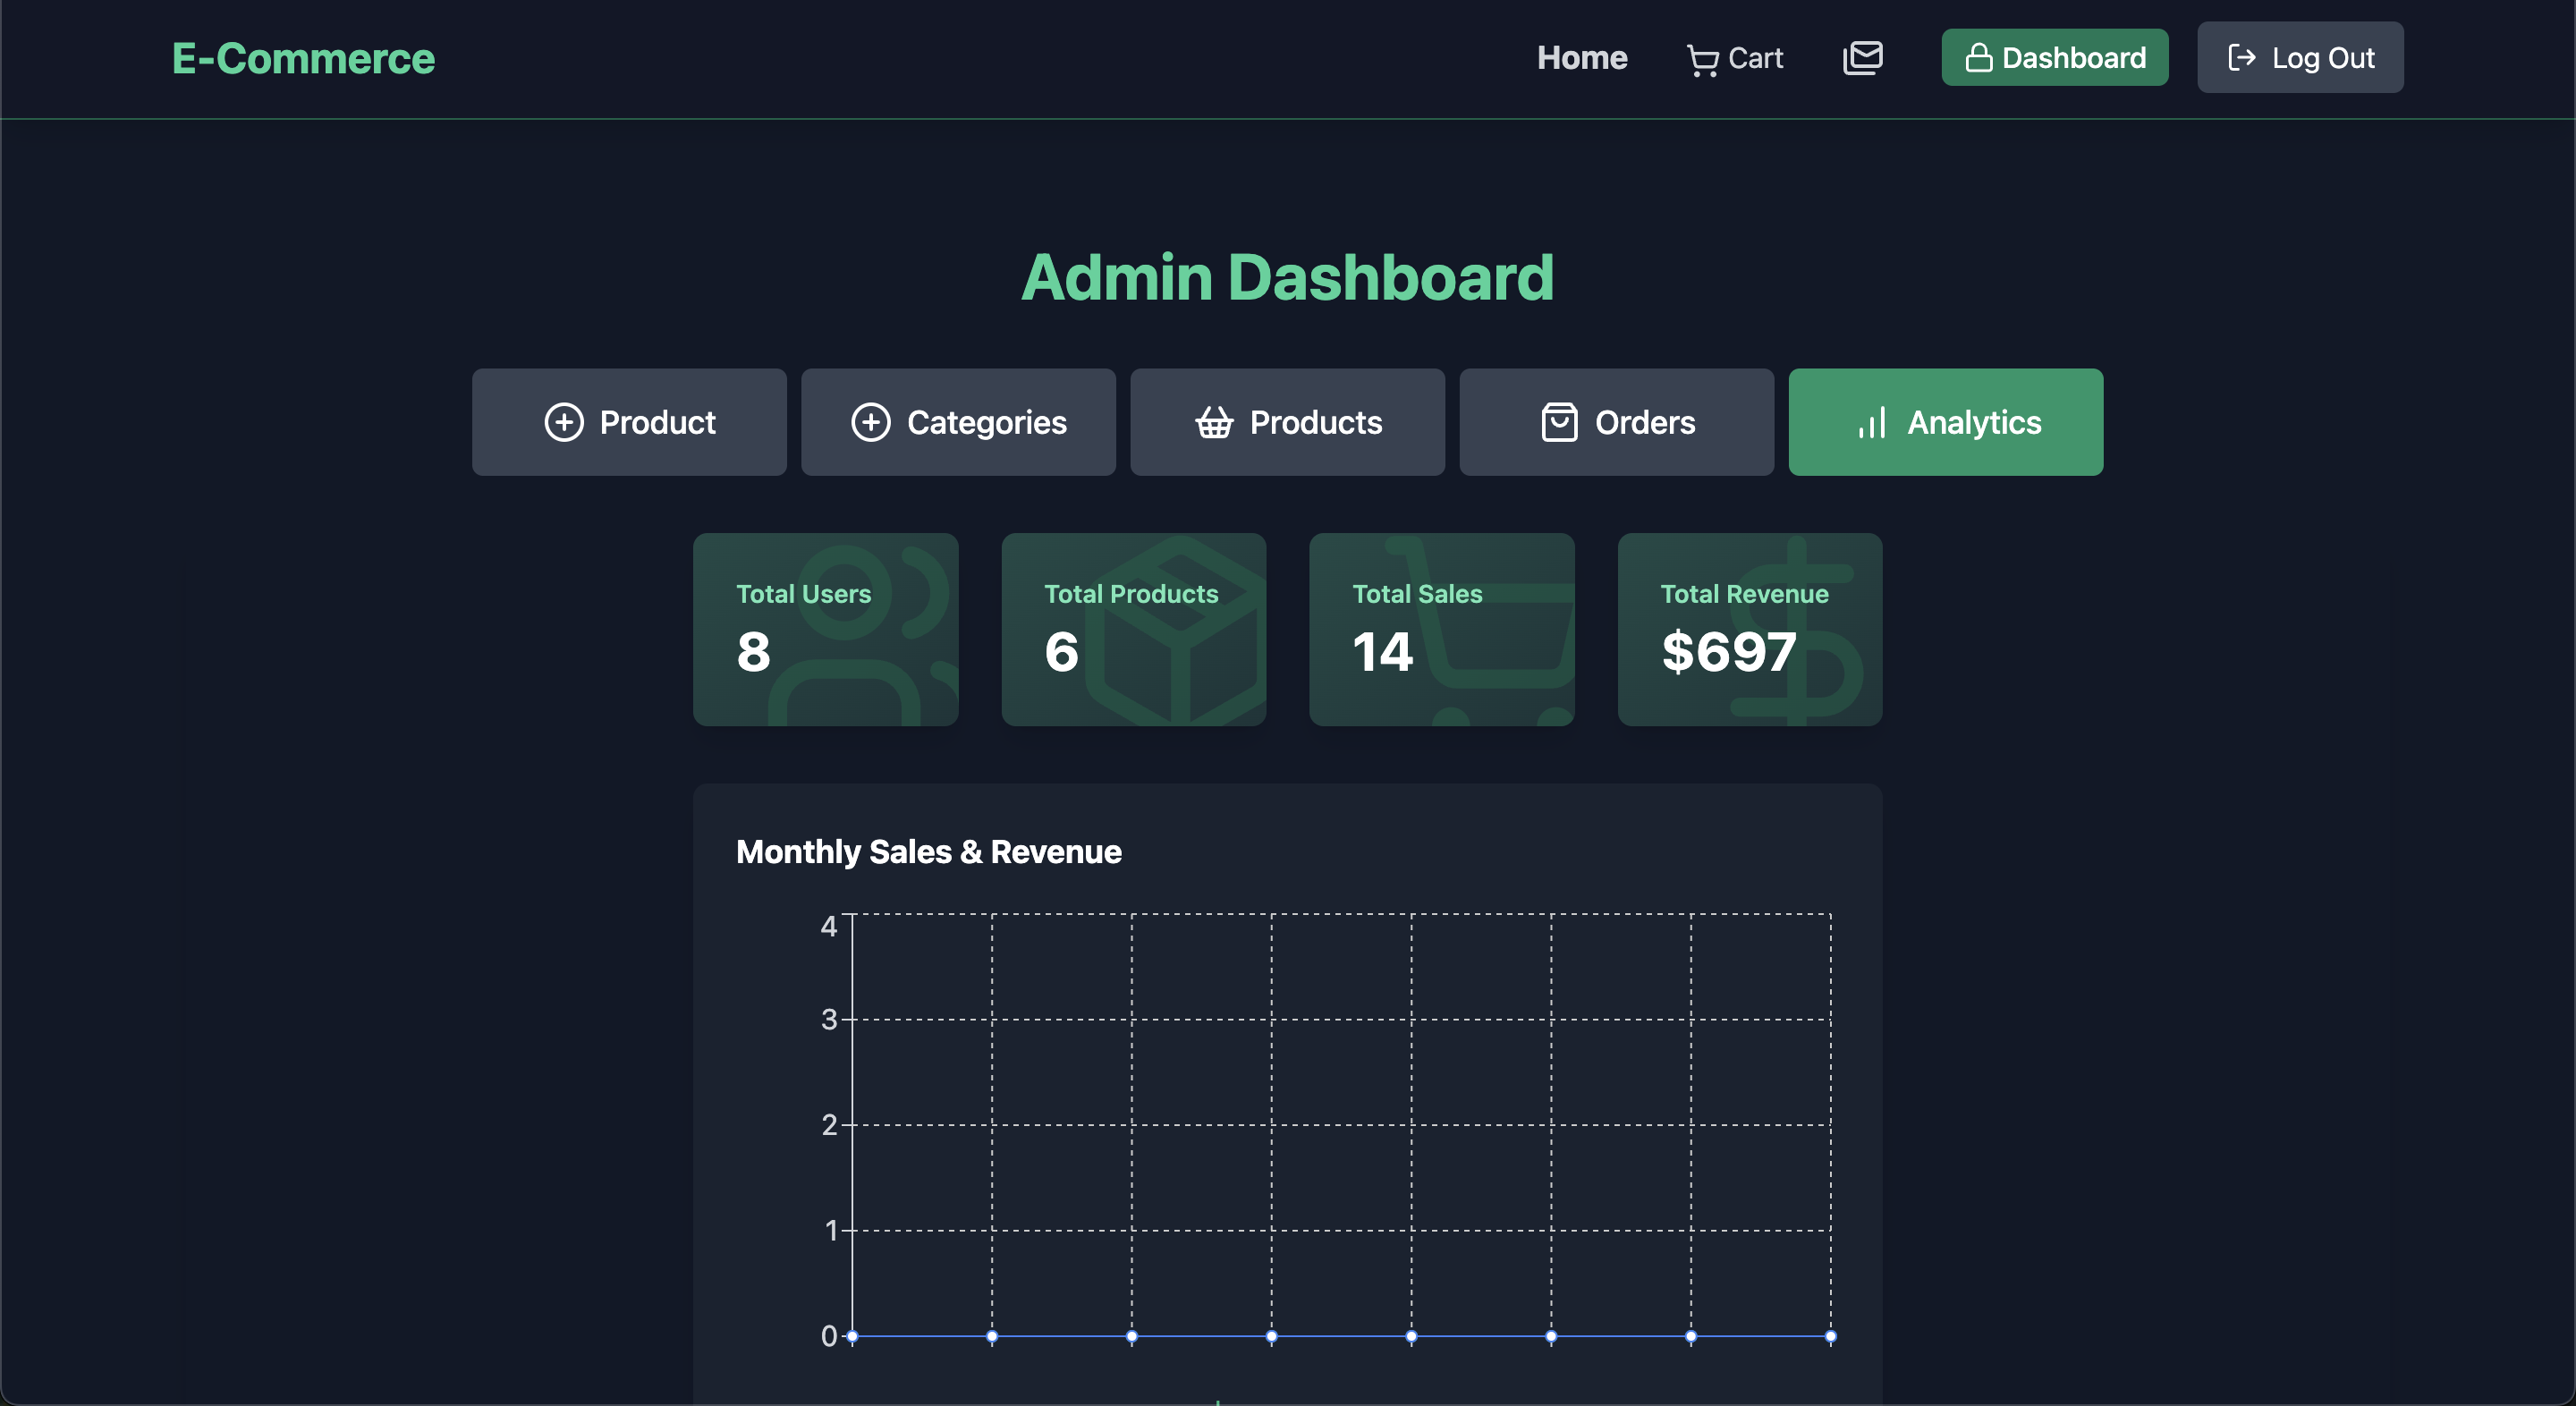 E-Commerce
Home
Cart
Dashboard
Log Out
Admin Dashboard
Product
Categories
Products
Orders
Analytics
Total Users
8
Total Products
6
Total Sales
14
Total Revenue
$697
Monthly Sales & Revenue
4
3
2
1
0